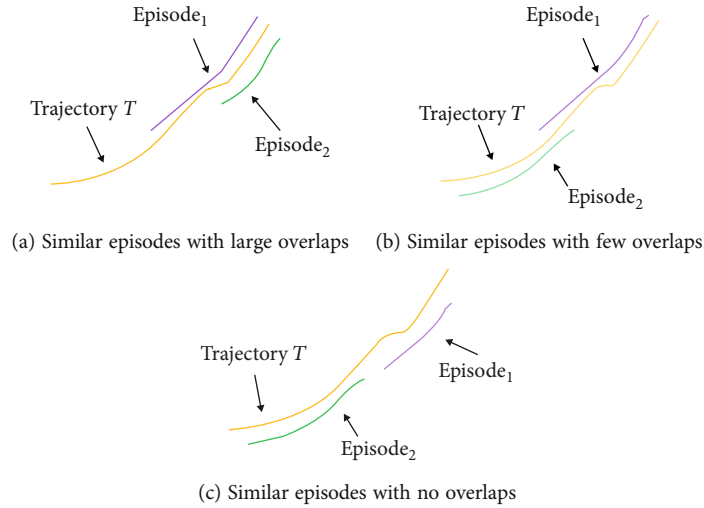 Episode₁
Trajectory T
Episode₂
(a) Similar episodes with large overlaps
Episode₁
Trajectory T
Episode₂
(b) Similar episodes with few overlaps
Trajectory T
Episode₁
Episode₂
(c) Similar episodes with no overlaps